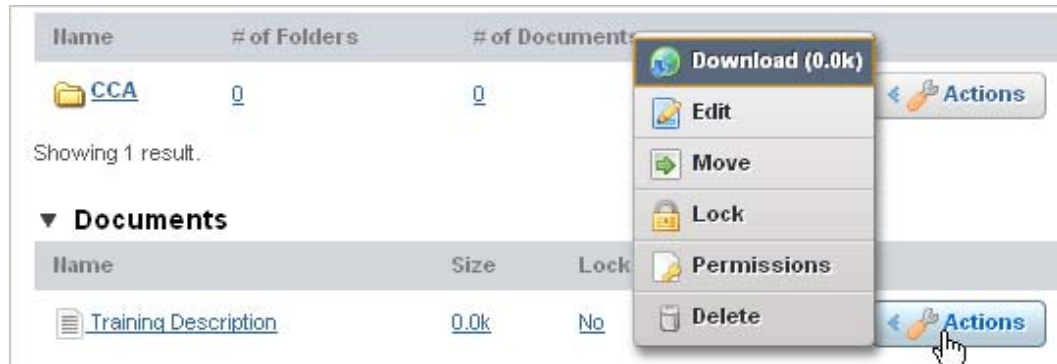 Name # of Folders # of Documents
CCA 0 0 Actions
Showing 1 result.
Documents
Name Size Lock
Training Description 0.0k No Actions
Download (0.0k)
Edit
Move
Lock
Permissions
Delete